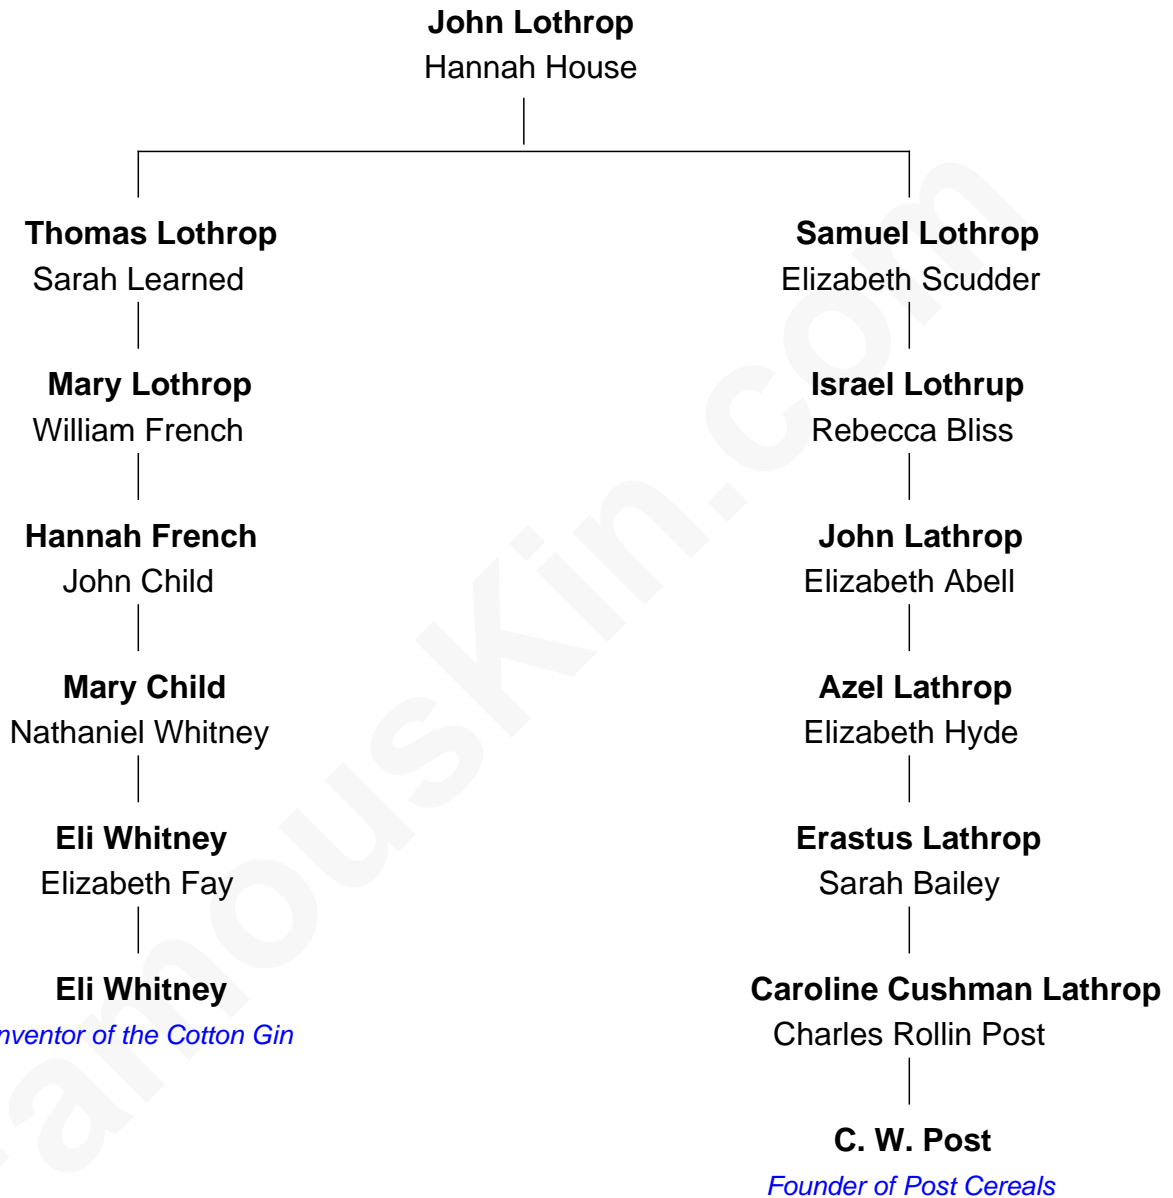 John Lothrop
Hannah House
Thomas Lothrop
Sarah Learned
Samuel Lothrop
Elizabeth Scudder
Mary Lothrop
William French
Israel Lothrup
Rebecca Bliss
Hannah French
John Child
John Lathrop
Elizabeth Abell
Mary Child
Nathaniel Whitney
Azel Lathrop
Elizabeth Hyde
Eli Whitney
Elizabeth Fay
Erastus Lathrop
Sarah Bailey
Eli Whitney
nventor of the Cotton Gin
Caroline Cushman Lathrop
Charles Rollin Post
C. W. Post
Founder of Post Cereals
amousKin.com